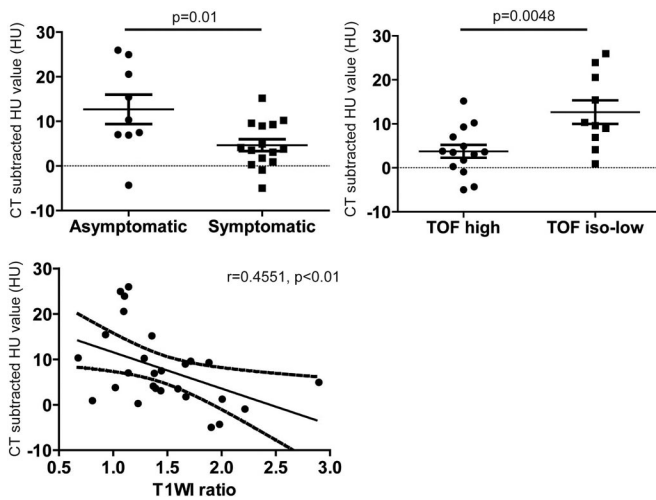 p=0.01
CT subtracted HU value (HU)
30
20
10
0
-10
Asymptomatic Symptomatic
p=0.0048
CT subtracted HU value (HU)
30
20
10
0
-10
TOF high TOF iso-low
r=0.4551, p<0.01
CT subtracted HU value (HU)
30
20
10
0
-10
0.5 1.0 1.5 2.0 2.5 3.0
T1WI ratio